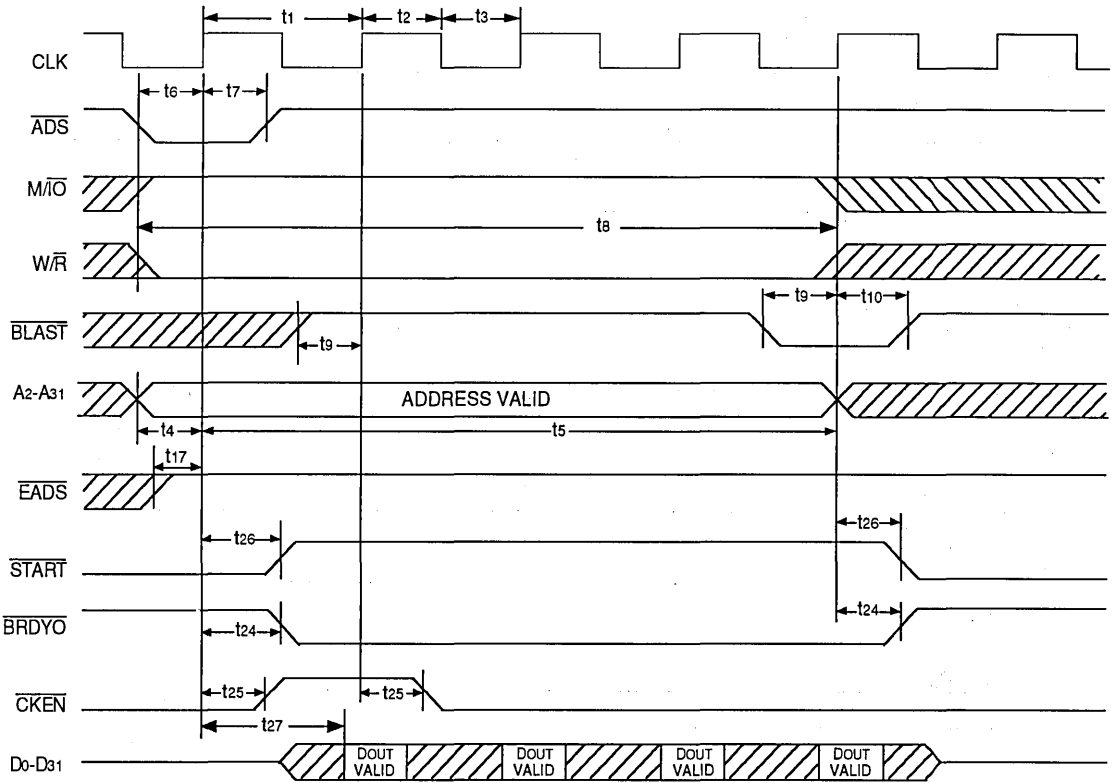 t1 t2 t3
CLK
t6 t7
ADS
M/IO
t8
W/R
t9 t10
BLAST
t9
A2-A31 ADDRESS VALID
t4 t5
t17
EADS
t26 t26
START
BRDYO
t24 t24
t25 t25
CKEN
t27
D0-D31 DOUT VALID DOUT VALID DOUT VALID DOUT VALID